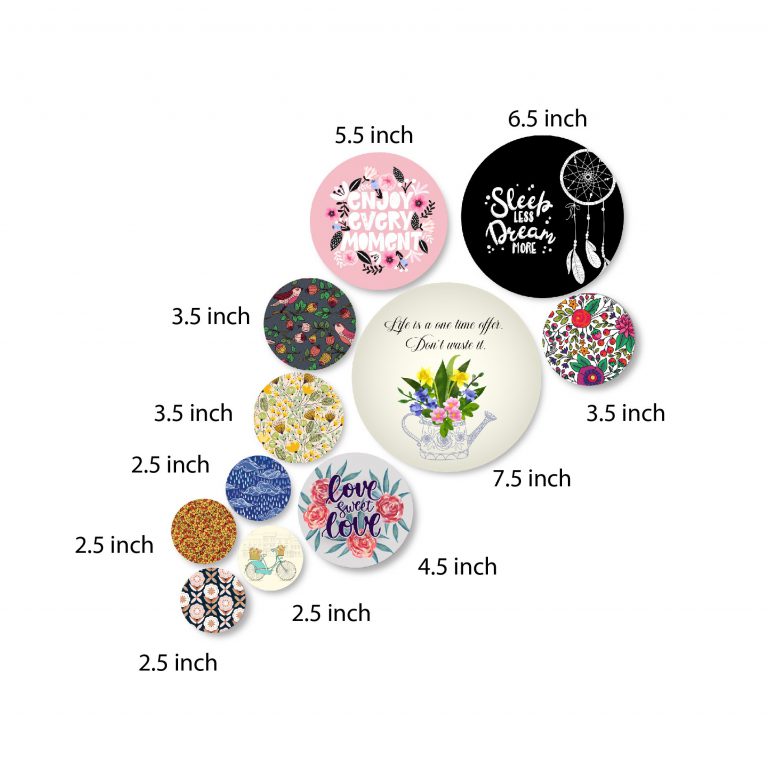 6.5 inch
5.5 inch
ENJOY
EVERY
MOMENT
Sleep
LESS
Dream
MORE
3.5 inch
Life is a one time offer.
Don't waste it.
3.5 inch
3.5 inch
2.5 inch
7.5 inch
love
sweet
love
2.5 inch
4.5 inch
2.5 inch
2.5 inch